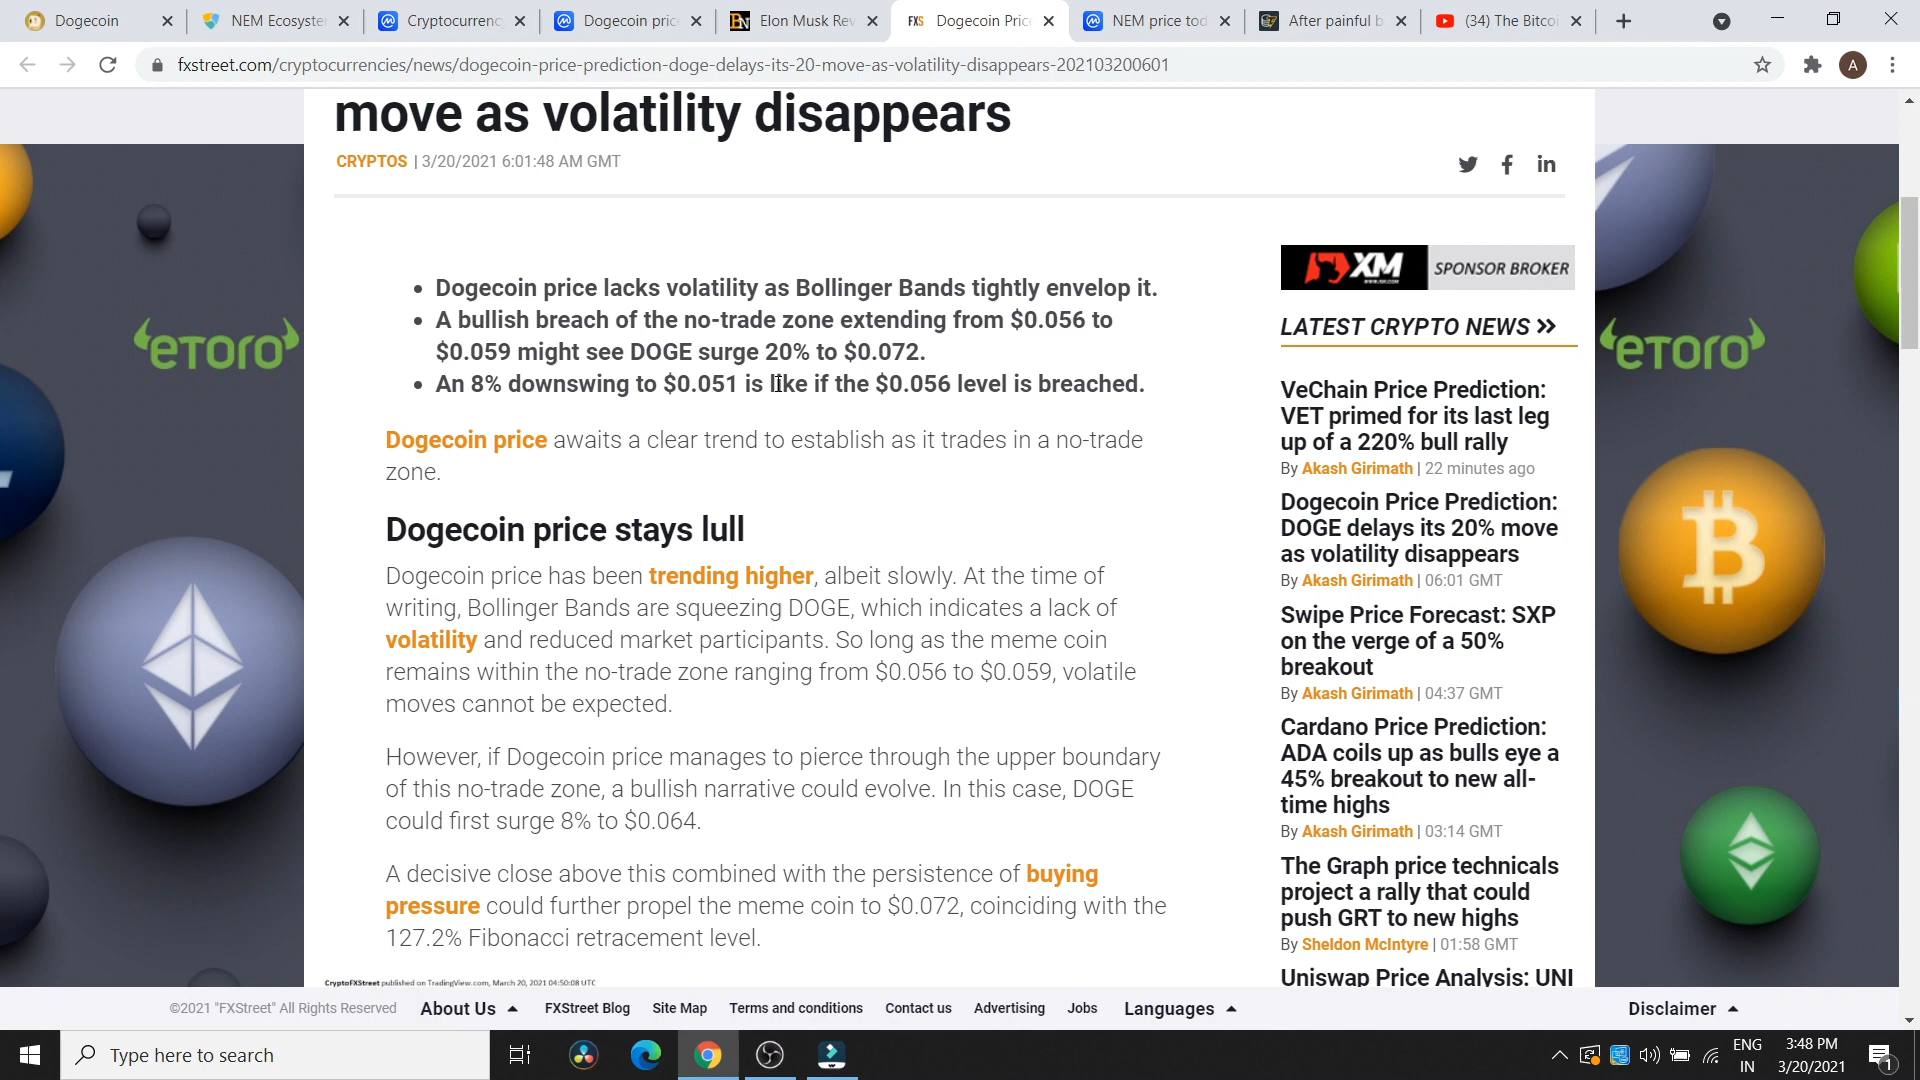 Dogecoin
NEM Ecosyste
Cryptocurrenc
Dogecoin pric
Elon Musk Rev
FXS Dogecoin Pric
NEM price tod
After painful b
(34) The Bitcoi
fxstreet.com/cryptocurrencies/news/dogecoin-price-prediction-doge-delays-its-20-move-as-volatility-disappears-202103200601
A
move as volatility disappears
CRYPTOS | 3/20/2021 6:01:48 AM GMT
• Dogecoin price lacks volatility as Bollinger Bands tightly envelop it.
• A bullish breach of the no-trade zone extending from $0.056 to
$0.059 might see DOGE surge 20% to $0.072.
• An 8% downswing to $0.051 is like if the $0.056 level is breached.
Dogecoin price awaits a clear trend to establish as it trades in a no-trade
zone.
Dogecoin price stays lull
Dogecoin price has been trending higher, albeit slowly. At the time of
writing, Bollinger Bands are squeezing DOGE, which indicates a lack of
volatility and reduced market participants. So long as the meme coin
remains within the no-trade zone ranging from $0.056 to $0.059, volatile
moves cannot be expected.
However, if Dogecoin price manages to pierce through the upper boundary
of this no-trade zone, a bullish narrative could evolve. In this case, DOGE
could first surge 8% to $0.064.
A decisive close above this combined with the persistence of buying
pressure could further propel the meme coin to $0.072, coinciding with the
127.2% Fibonacci retracement level.
CryptoFXStreet published on TradingView.com, March 20, 2021 04:50:08 UTC
XM
www.xm.com
SPONSOR BROKER
LATEST CRYPTO NEWS
VeChain Price Prediction:
VET primed for its last leg
up of a 220% bull rally
By Akash Girimath | 22 minutes ago
Dogecoin Price Prediction:
DOGE delays its 20% move
as volatility disappears
By Akash Girimath | 06:01 GMT
Swipe Price Forecast: SXP
on the verge of a 50%
breakout
By Akash Girimath | 04:37 GMT
Cardano Price Prediction:
ADA coils up as bulls eye a
45% breakout to new all-
time highs
By Akash Girimath | 03:14 GMT
The Graph price technicals
project a rally that could
push GRT to new highs
By Sheldon McIntyre | 01:58 GMT
Uniswap Price Analysis: UNI
eToro
eToro
©2021 "FXStreet" All Rights Reserved
About Us
FXStreet Blog
Site Map
Terms and conditions
Contact us
Advertising
Jobs
Languages
Disclaimer
Type here to search
ENG
IN
3:48 PM
3/20/2021
1